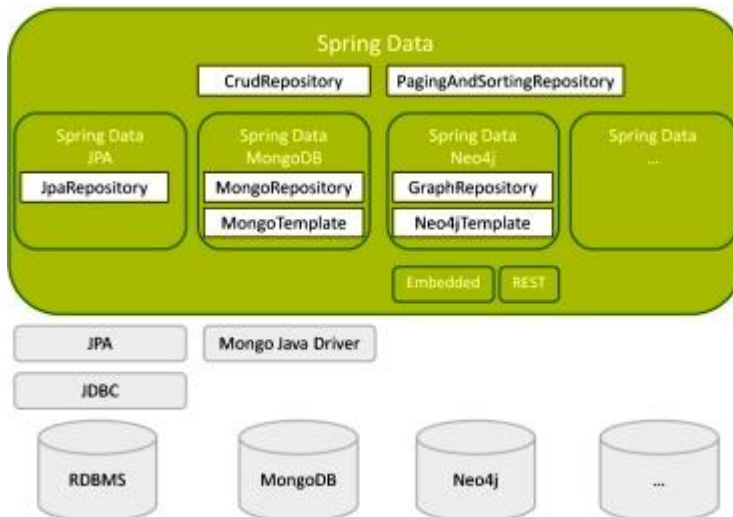 Spring Data
CrudRepository
PagingAndSortingRepository
Spring Data
JPA
JpaRepository
Spring Data
MongoDB
MongoRepository
MongoTemplate
Spring Data
Neo4j
GraphRepository
Neo4jTemplate
Spring Data
...
Embedded
REST
JPA
Mongo Java Driver
JDBC
RDBMS
MongoDB
Neo4j
...